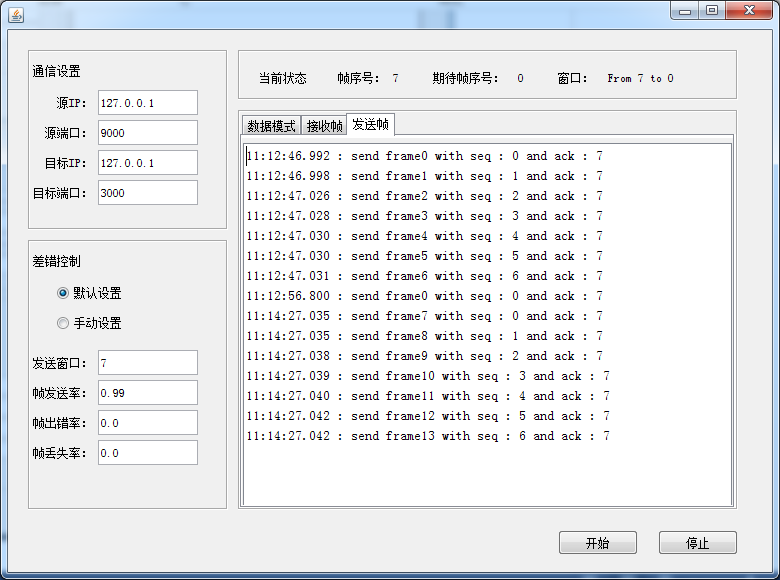 通信设置
源IP: 127.0.0.1
源端口: 9000
目标IP: 127.0.0.1
目标端口: 3000
差错控制
默认设置
手动设置
发送窗口: 7
帧发送率: 0.99
帧出错率: 0.0
帧丢失率: 0.0
当前状态 帧序号: 7 期待帧序号: 0 窗口: From 7 to 0
数据模式 接收帧 发送帧
11:12:46.992 : send frame0 with seq : 0 and ack : 7
11:12:46.998 : send frame1 with seq : 1 and ack : 7
11:12:47.026 : send frame2 with seq : 2 and ack : 7
11:12:47.028 : send frame3 with seq : 3 and ack : 7
11:12:47.030 : send frame4 with seq : 4 and ack : 7
11:12:47.030 : send frame5 with seq : 5 and ack : 7
11:12:47.031 : send frame6 with seq : 6 and ack : 7
11:12:56.800 : send frame0 with seq : 0 and ack : 7
11:14:27.035 : send frame7 with seq : 0 and ack : 7
11:14:27.035 : send frame8 with seq : 1 and ack : 7
11:14:27.038 : send frame9 with seq : 2 and ack : 7
11:14:27.039 : send frame10 with seq : 3 and ack : 7
11:14:27.040 : send frame11 with seq : 4 and ack : 7
11:14:27.042 : send frame12 with seq : 5 and ack : 7
11:14:27.042 : send frame13 with seq : 6 and ack : 7
开始 停止